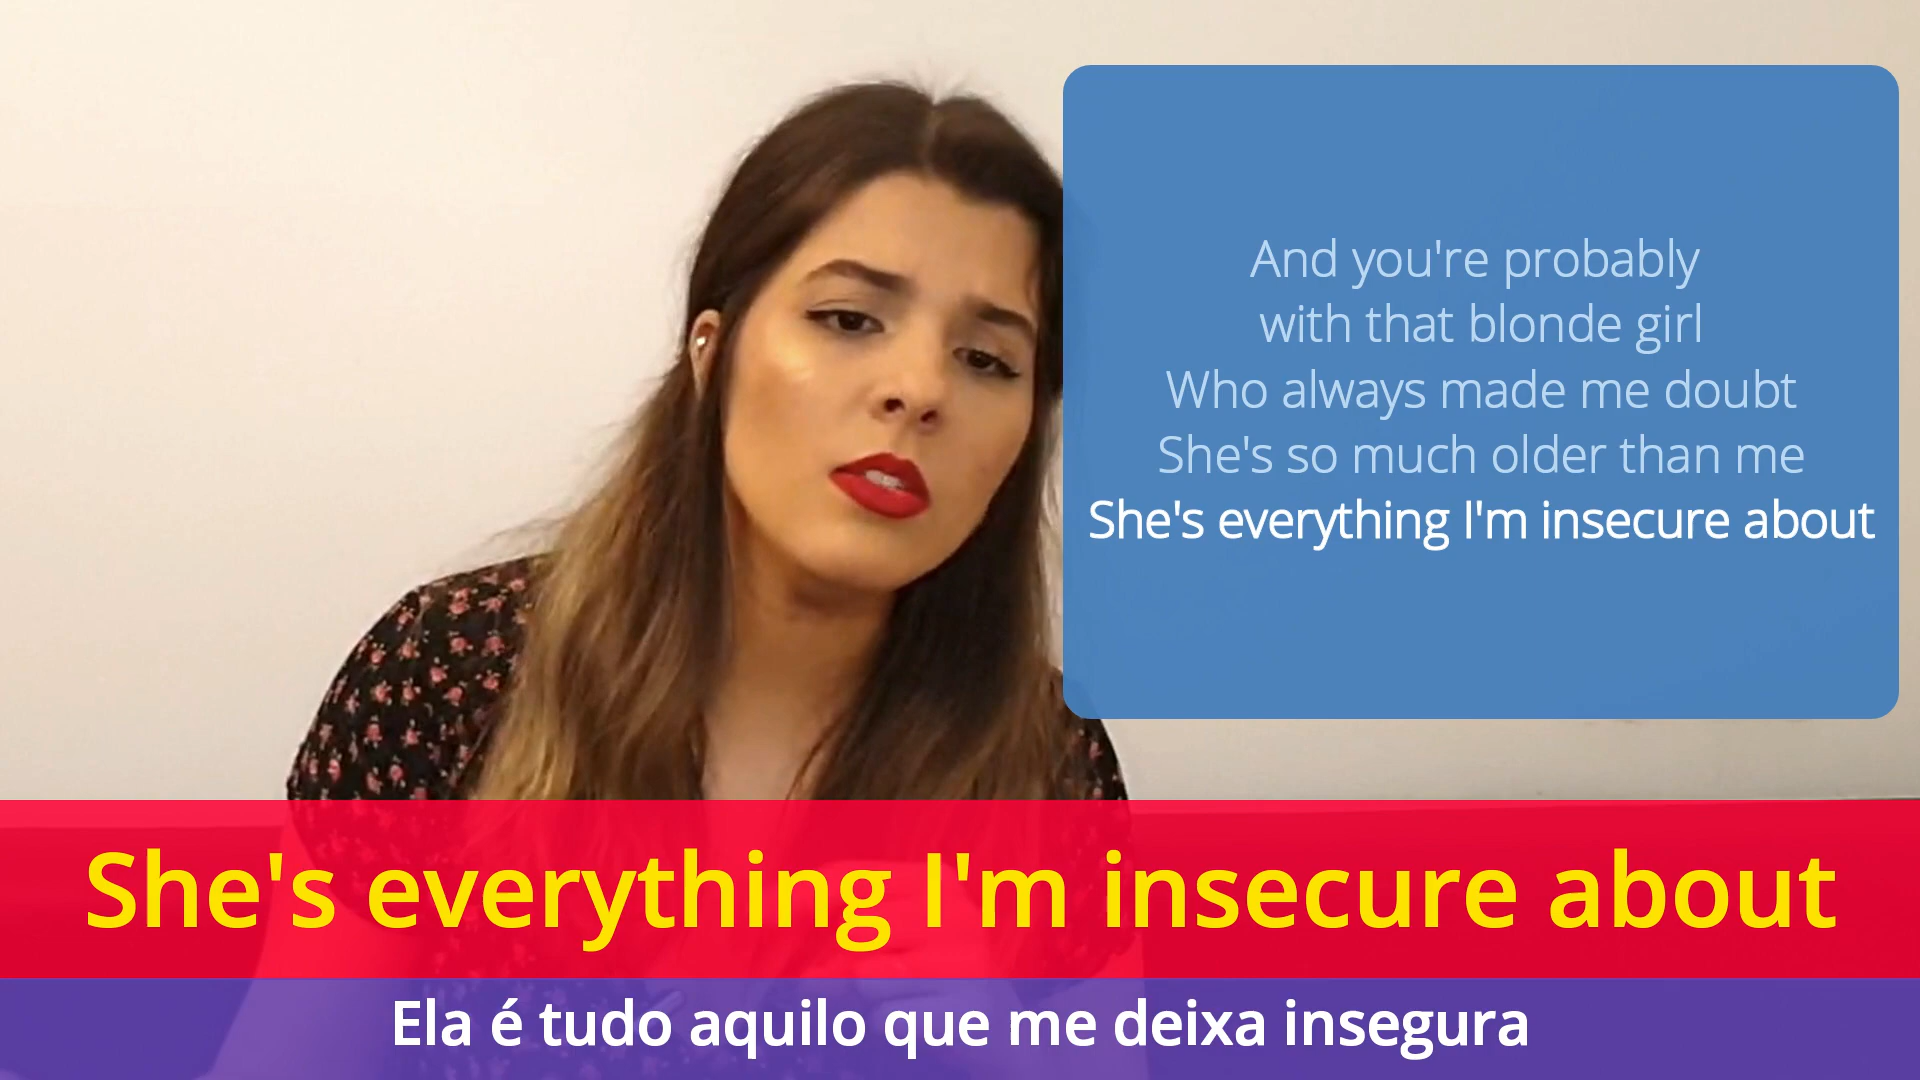 And you're probably
with that blonde girl
Who always made me doubt
She's so much older than me
She's everything I'm insecure about
She's everything I'm insecure about
Ela é tudo aquilo que me deixa insegura